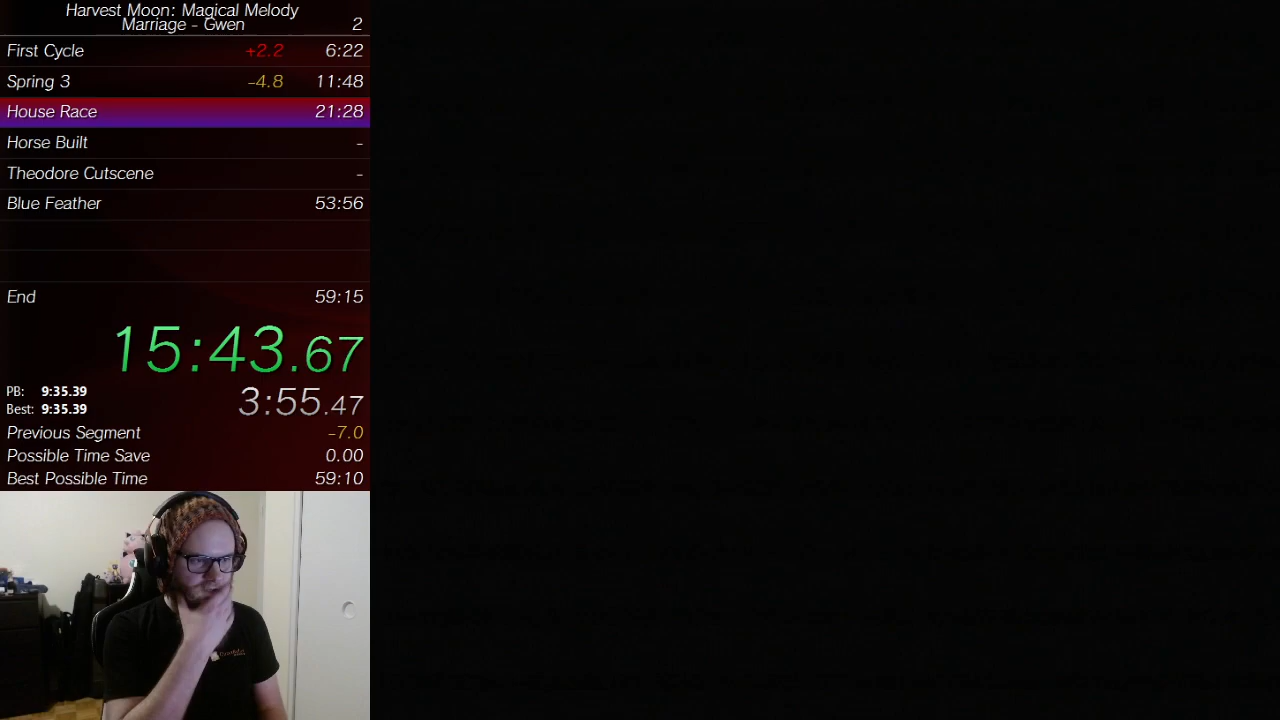 Harvest Moon: Magical Melody
Marriage - Gwen 2
First Cycle +2.2 6:22
Spring 3 -4.8 11:48
House Race 21:28
Horse Built -
Theodore Cutscene -
Blue Feather 53:56
End 59:15
15:43.67
PB: 9:35.39
3:55.47
Best: 9:35.39
Previous Segment -7.0
Possible Time Save 0.00
Best Possible Time 59:10